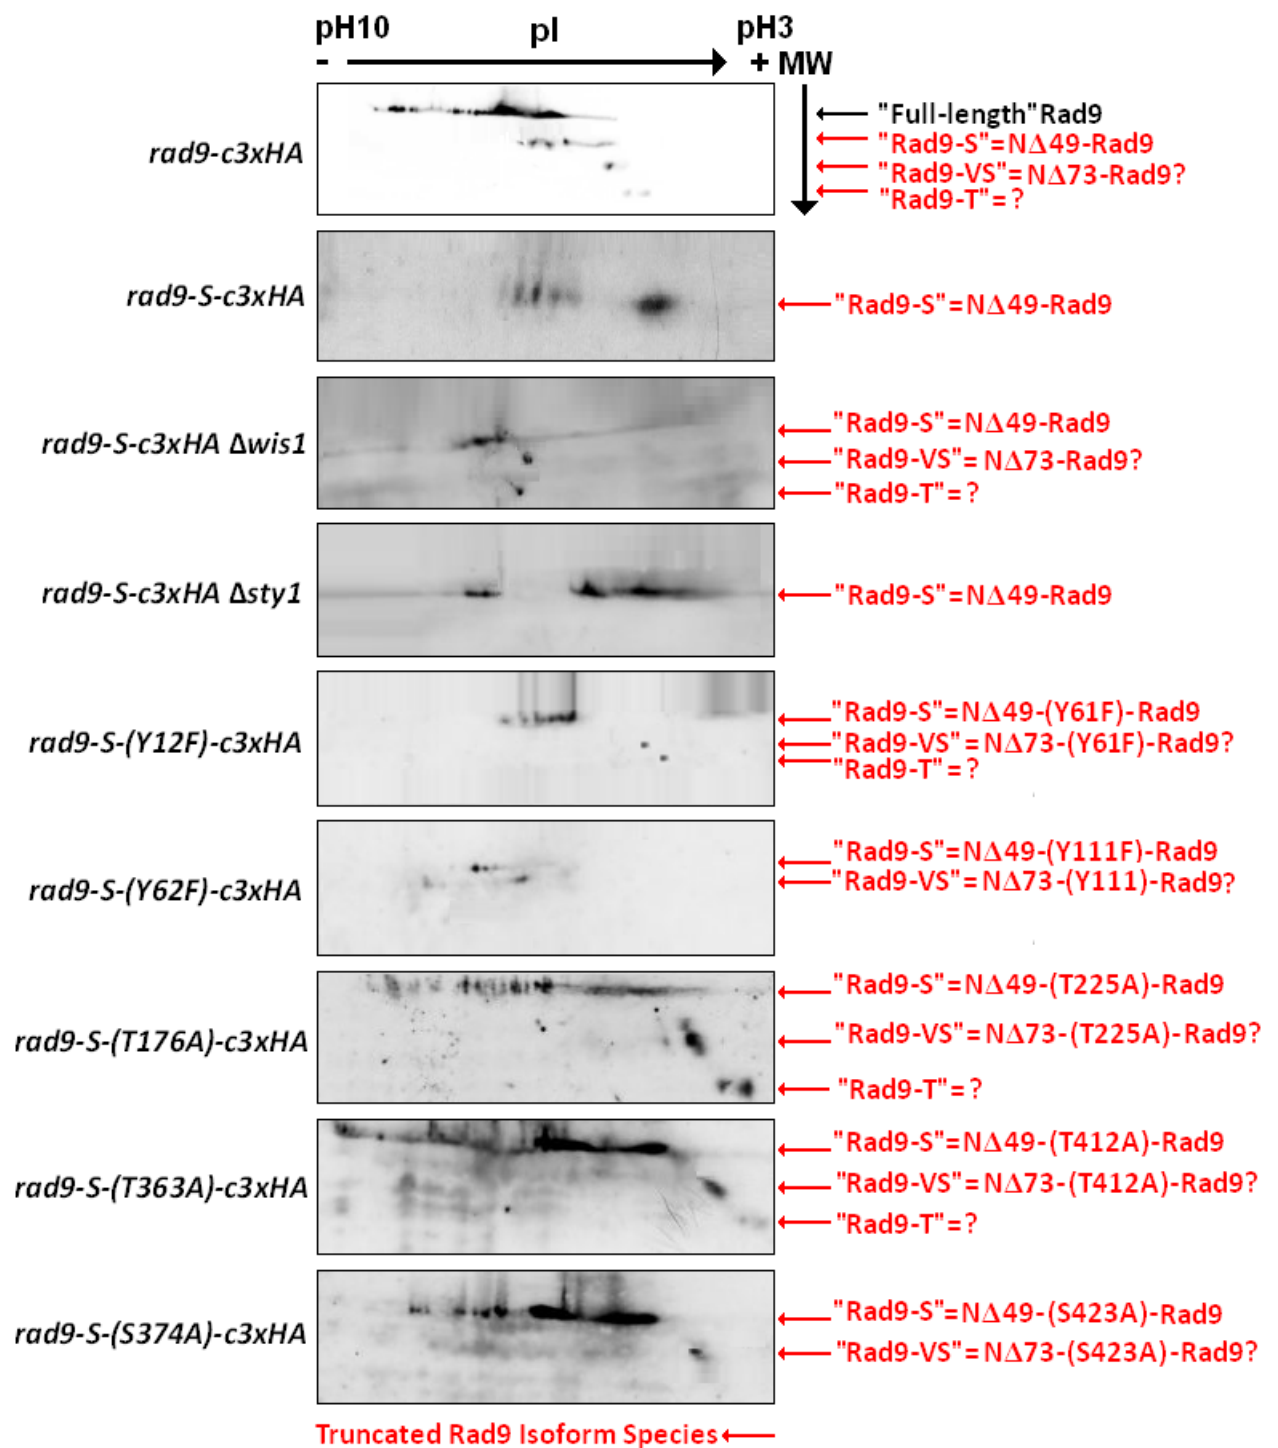 pH10 pI pH3
- + MW
rad9-c3xHA
"Full-length"Rad9
"Rad9-S"=NΔ49-Rad9
"Rad9-VS"=NΔ73-Rad9?
"Rad9-T"=?
rad9-S-c3xHA
"Rad9-S"=NΔ49-Rad9
rad9-S-c3xHA Δwis1
"Rad9-S"=NΔ49-Rad9
"Rad9-VS"=NΔ73-Rad9?
"Rad9-T"=?
rad9-S-c3xHA Δsty1
"Rad9-S"=NΔ49-Rad9
rad9-S-(Y12F)-c3xHA
"Rad9-S"=NΔ49-(Y61F)-Rad9
"Rad9-VS"=NΔ73-(Y61F)-Rad9?
"Rad9-T"=?
rad9-S-(Y62F)-c3xHA
"Rad9-S"=NΔ49-(Y111F)-Rad9
"Rad9-VS"=NΔ73-(Y111)-Rad9?
rad9-S-(T176A)-c3xHA
"Rad9-S"=NΔ49-(T225A)-Rad9
"Rad9-VS"=NΔ73-(T225A)-Rad9?
"Rad9-T"=?
rad9-S-(T363A)-c3xHA
"Rad9-S"=NΔ49-(T412A)-Rad9
"Rad9-VS"=NΔ73-(T412A)-Rad9?
"Rad9-T"=?
rad9-S-(S374A)-c3xHA
"Rad9-S"=NΔ49-(S423A)-Rad9
"Rad9-VS"=NΔ73-(S423A)-Rad9?
Truncated Rad9 Isoform Species